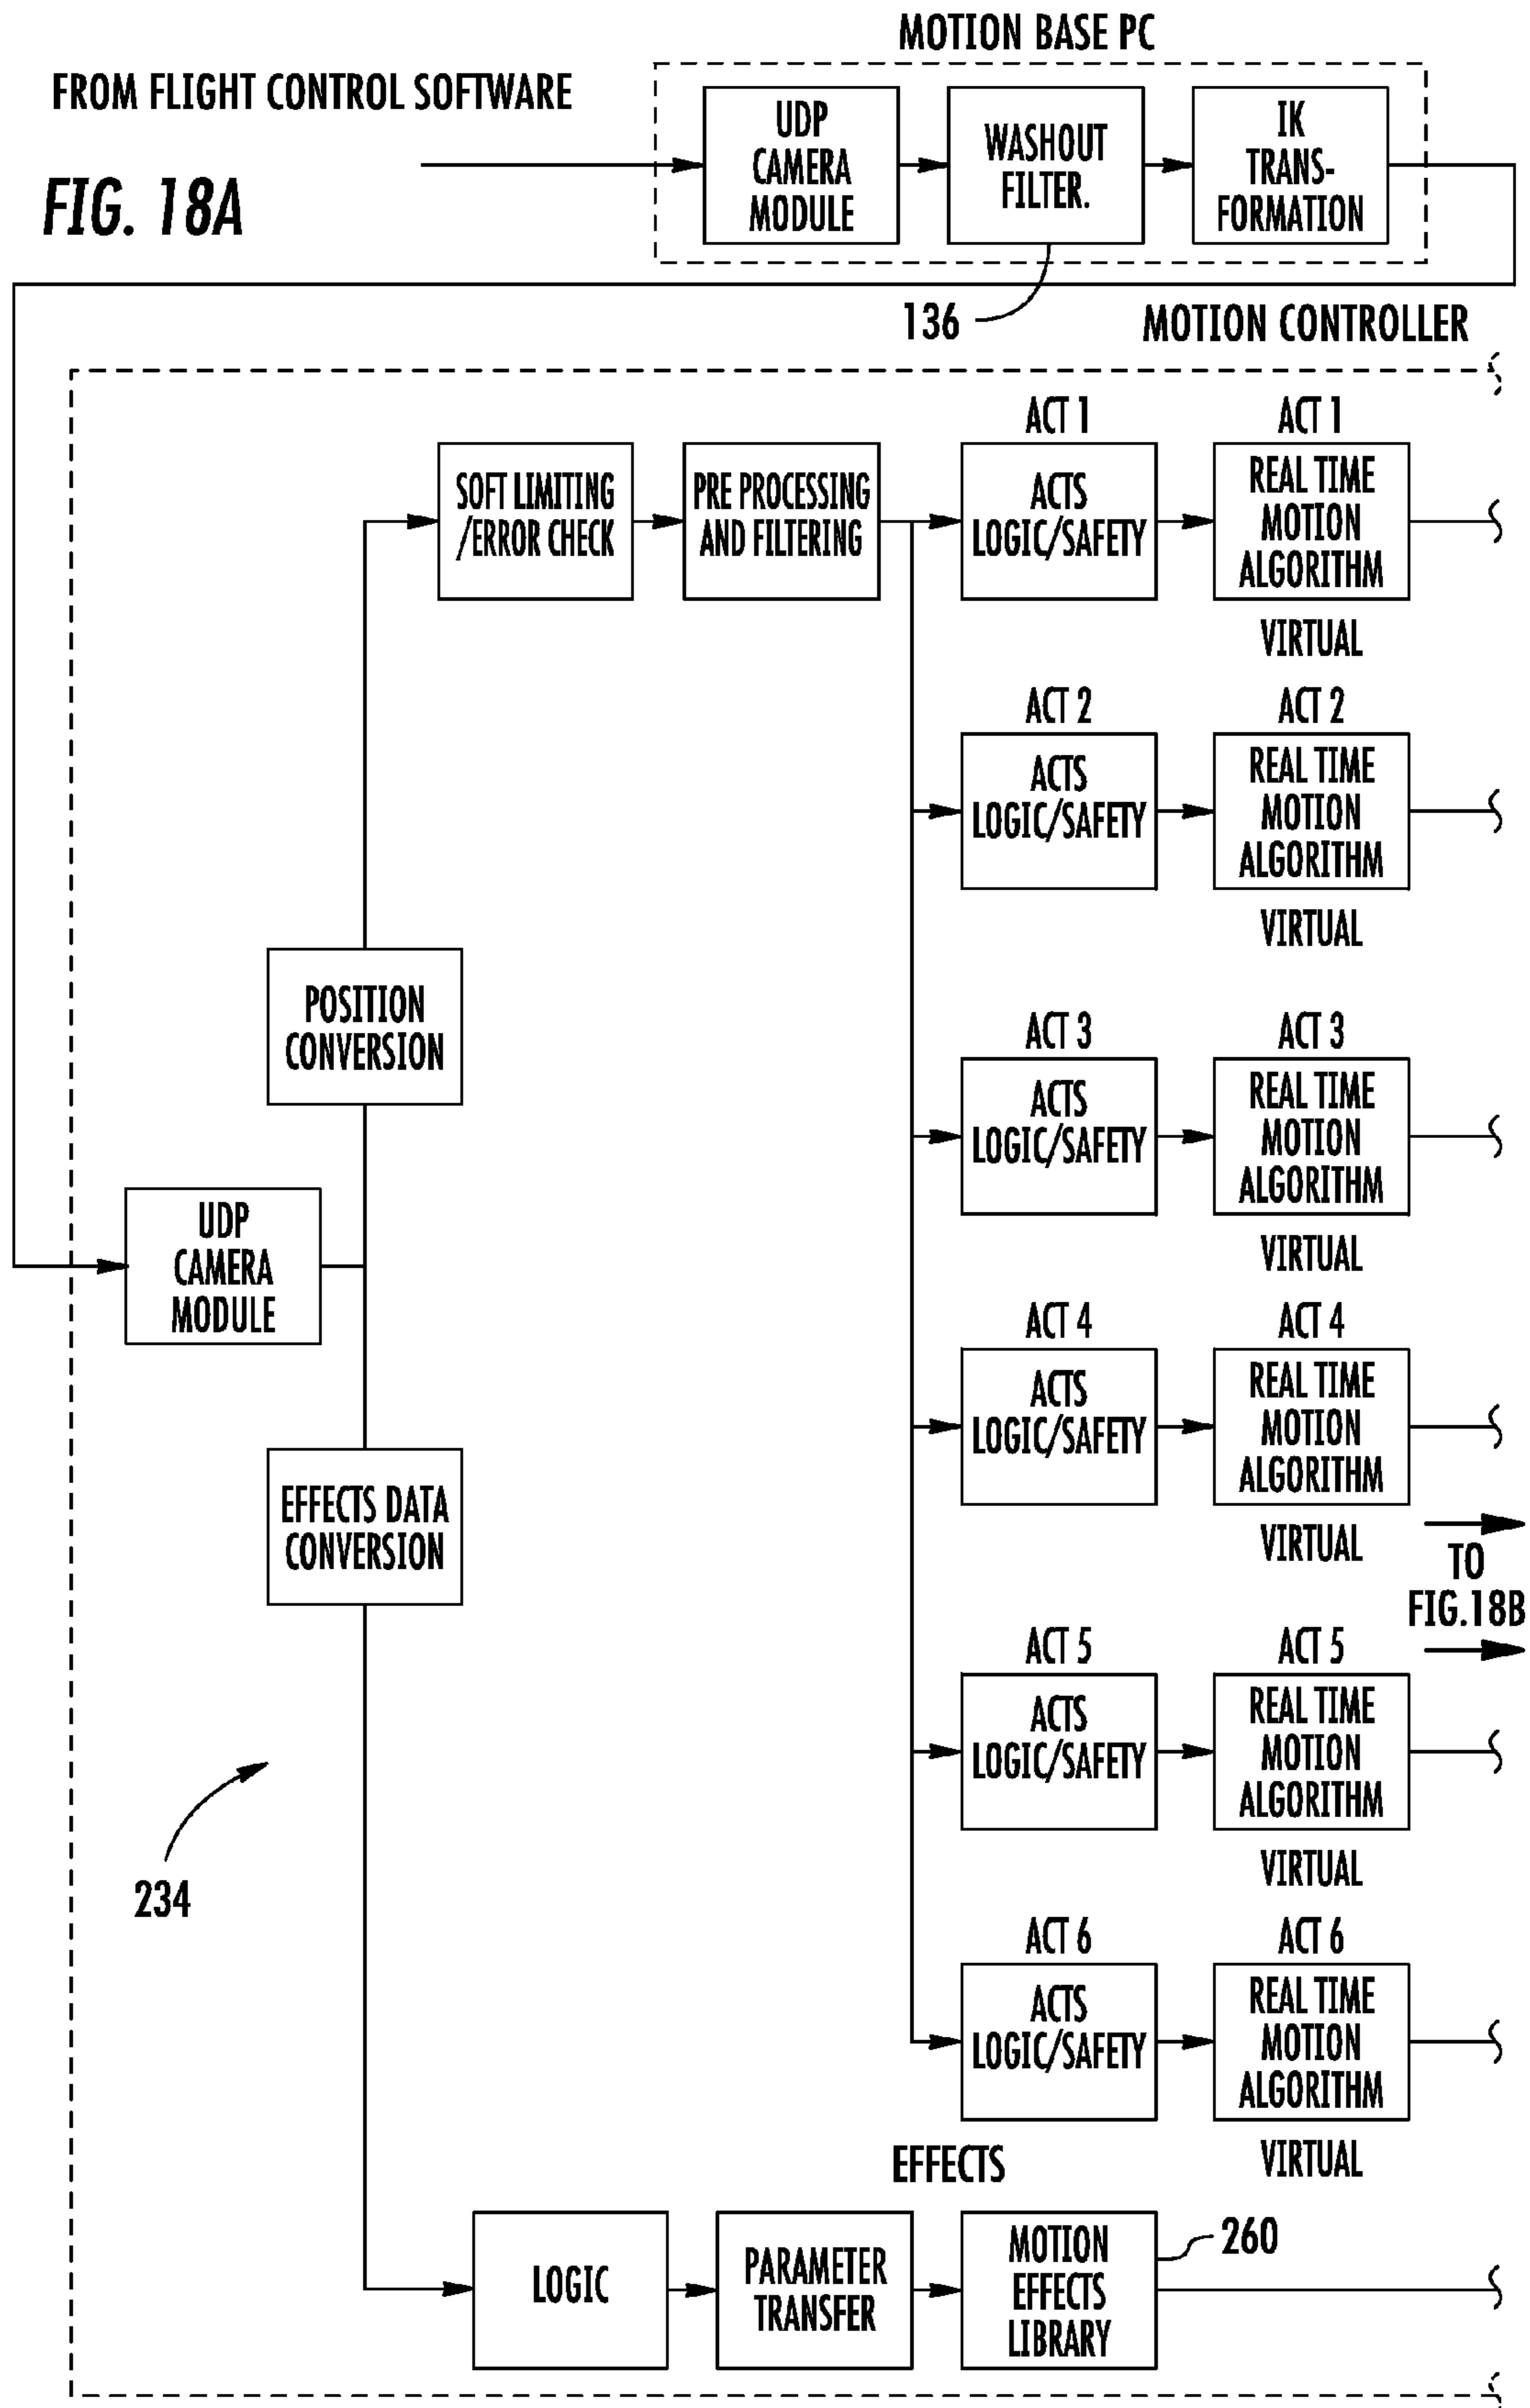 MOTION BASE PC
FROM FLIGHT CONTROL SOFTWARE
FIG. 18A
UDP
CAMERA
MODULE
WASHOUT
FILTER.
IK
TRANS-
FORMATION
136
MOTION CONTROLLER
SOFT LIMITING
/ERROR CHECK
PRE PROCESSING
AND FILTERING
ACT 1
ACTS
LOGIC/SAFETY
ACT 1
REAL TIME
MOTION
ALGORITHM
VIRTUAL
ACT 2
ACTS
LOGIC/SAFETY
ACT 2
REAL TIME
MOTION
ALGORITHM
VIRTUAL
POSITION
CONVERSION
ACT 3
ACTS
LOGIC/SAFETY
ACT 3
REAL TIME
MOTION
ALGORITHM
VIRTUAL
UDP
CAMERA
MODULE
ACT 4
ACTS
LOGIC/SAFETY
ACT 4
REAL TIME
MOTION
ALGORITHM
VIRTUAL
EFFECTS DATA
CONVERSION
TO
FIG.18B
ACT 5
ACTS
LOGIC/SAFETY
ACT 5
REAL TIME
MOTION
ALGORITHM
VIRTUAL
234
ACT 6
ACTS
LOGIC/SAFETY
ACT 6
REAL TIME
MOTION
ALGORITHM
VIRTUAL
EFFECTS
LOGIC
PARAMETER
TRANSFER
MOTION
EFFECTS
LIBRARY
260